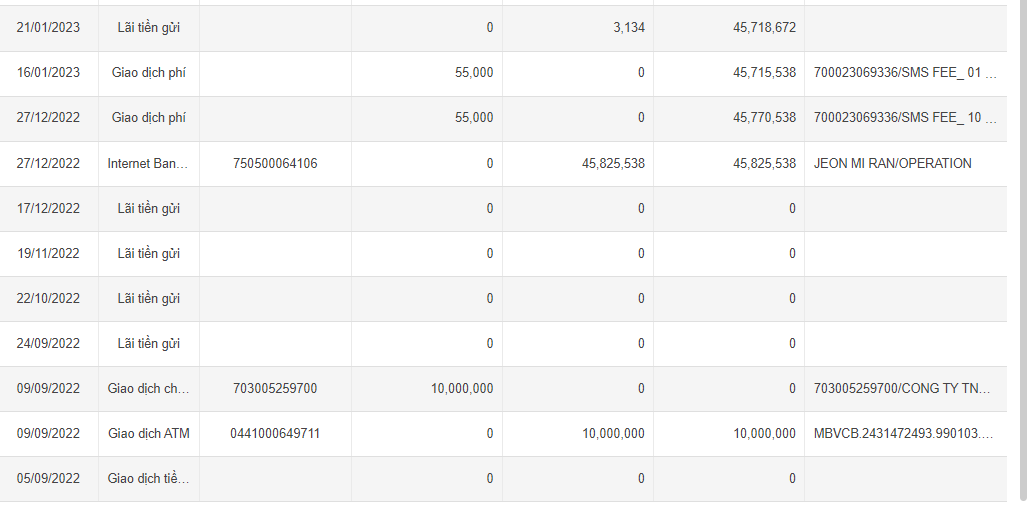 21/01/2023 Lãi tiền gửi 0 3,134 45,718,672
16/01/2023 Giao dịch phí 55,000 0 45,715,538 700023069336/SMS FEE_ 01 ...
27/12/2022 Giao dịch phí 55,000 0 45,770,538 700023069336/SMS FEE_ 10 ...
27/12/2022 Internet Ban... 750500064106 0 45,825,538 45,825,538 JEON MI RAN/OPERATION
17/12/2022 Lãi tiền gửi 0 0 0
19/11/2022 Lãi tiền gửi 0 0 0
22/10/2022 Lãi tiền gửi 0 0 0
24/09/2022 Lãi tiền gửi 0 0 0
09/09/2022 Giao dịch ch... 703005259700 10,000,000 0 0 703005259700/CONG TY TN...
09/09/2022 Giao dịch ATM 0441000649711 0 10,000,000 10,000,000 MBVCB.2431472493.990103....
05/09/2022 Giao dịch tiề... 0 0 0